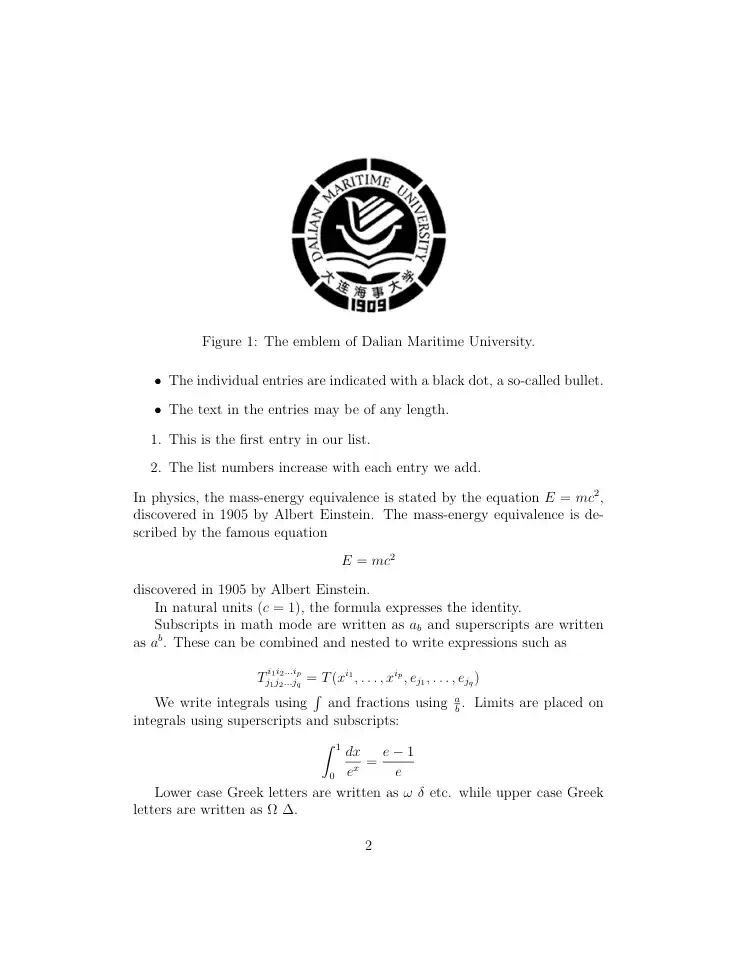 DALIAN MARITIME UNIVERSITY
大连海事大学
1909
Figure 1: The emblem of Dalian Maritime University.
• The individual entries are indicated with a black dot, a so-called bullet.
• The text in the entries may be of any length.
1. This is the first entry in our list.
2. The list numbers increase with each entry we add.
In physics, the mass-energy equivalence is stated by the equation $E = mc^2$,
discovered in 1905 by Albert Einstein. The mass-energy equivalence is de-
scribed by the famous equation
$E = mc^2$
discovered in 1905 by Albert Einstein.
In natural units ($c = 1$), the formula expresses the identity.
Subscripts in math mode are written as $a_b$ and superscripts are written
as $a^b$. These can be combined and nested to write expressions such as
$T^{i_1 i_2 \dots i_p}_{j_1 j_2 \dots j_q} = T(x^{i_1}, \dots, x^{i_p}, e_{j_1}, \dots, e_{j_q})$
We write integrals using $\int$ and fractions using $\frac{a}{b}$. Limits are placed on
integrals using superscripts and subscripts:
$\int_0^1 \frac{dx}{e^x} = \frac{e-1}{e}$
Lower case Greek letters are written as $\omega$ $\delta$ etc. while upper case Greek
letters are written as $\Omega$ $\Delta$.
2